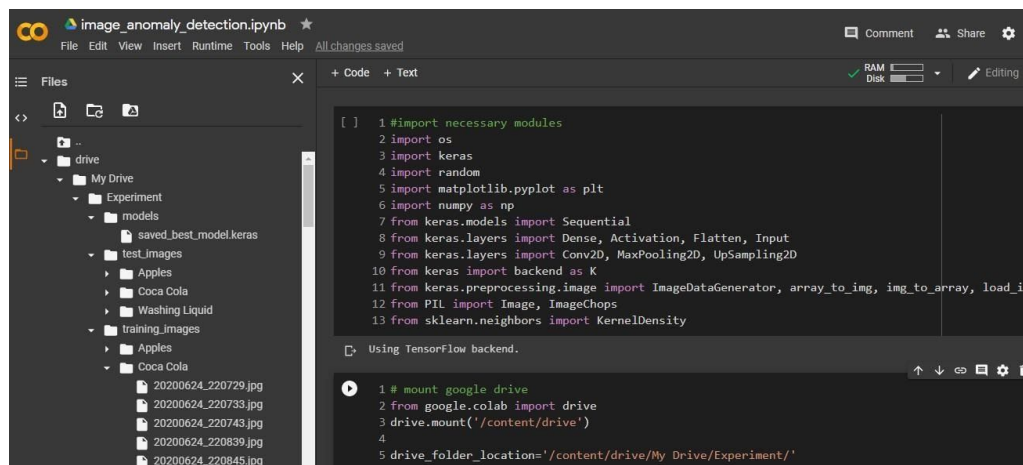 image_anomaly_detection.ipynb
File Edit View Insert Runtime Tools Help All changes saved
Comment Share
Files
+ Code + Text
RAM
Disk
Editing
..
drive
My Drive
Experiment
models
saved_best_model.keras
test_images
Apples
Coca Cola
Washing Liquid
training_images
Apples
Coca Cola
20200624_220729.jpg
20200624_220733.jpg
20200624_220743.jpg
20200624_220839.jpg
20200624_220845.jpg
[ ] 1 #import necessary modules
2 import os
3 import keras
4 import random
5 import matplotlib.pyplot as plt
6 import numpy as np
7 from keras.models import Sequential
8 from keras.layers import Dense, Activation, Flatten, Input
9 from keras.layers import Conv2D, MaxPooling2D, UpSampling2D
10 from keras import backend as K
11 from keras.preprocessing.image import ImageDataGenerator, array_to_img, img_to_array, load_i
12 from PIL import Image, ImageChops
13 from sklearn.neighbors import KernelDensity
Using TensorFlow backend.
1 # mount google drive
2 from google.colab import drive
3 drive.mount('/content/drive')
4
5 drive_folder_location='/content/drive/My Drive/Experiment/'